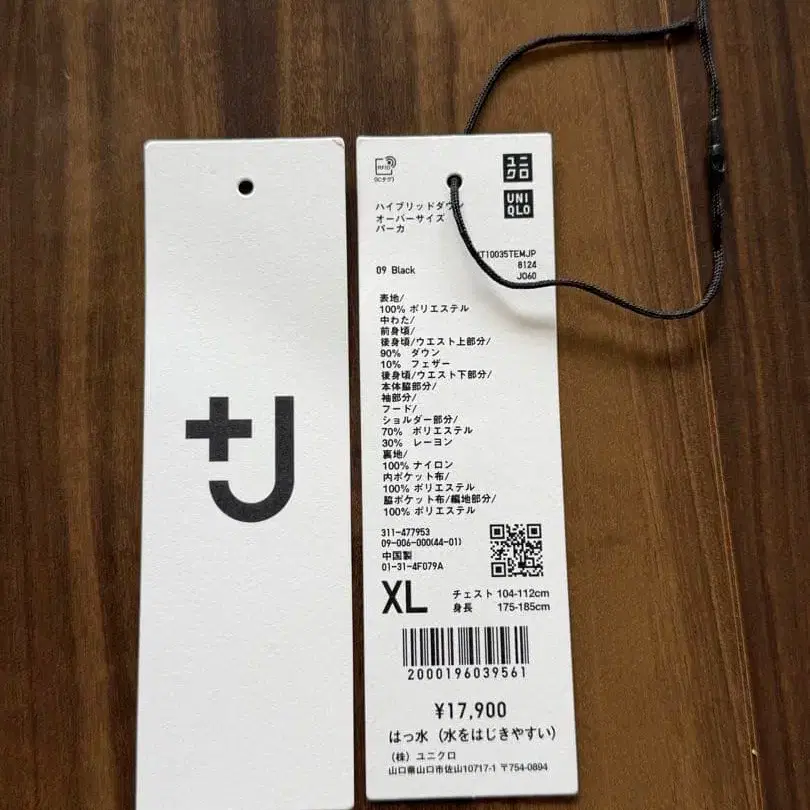 +J
RFID
ユニ
クロ
UNI
QLO
ハイブリッドダウン
オーバーサイズ
パーカ
T10035TEMJP
8124
JO60
09 Black
表地/
100% ポリエステル
中わた/
前身頃/
後身頃/ウエスト上部分/
90% ダウン
10% フェザー
後身頃/ウエスト下部分/
本体脇部分/
袖部分/
フード/
ショルダー部分/
70% ポリエステル
30% レーヨン
裏地/
100% ナイロン
内ポケット布/
100% ポリエステル
脇ポケット布/編地部分/
100% ポリエステル
311-477953
09-006-000(44-01)
中国製
01-31-4F079A
XL
チェスト 104-112cm
身長 175-185cm
2000196039561
¥17,900
はっ水（水をはじきやすい）
（株）ユニクロ
山口県山口市佐山10717-1 〒754-0894